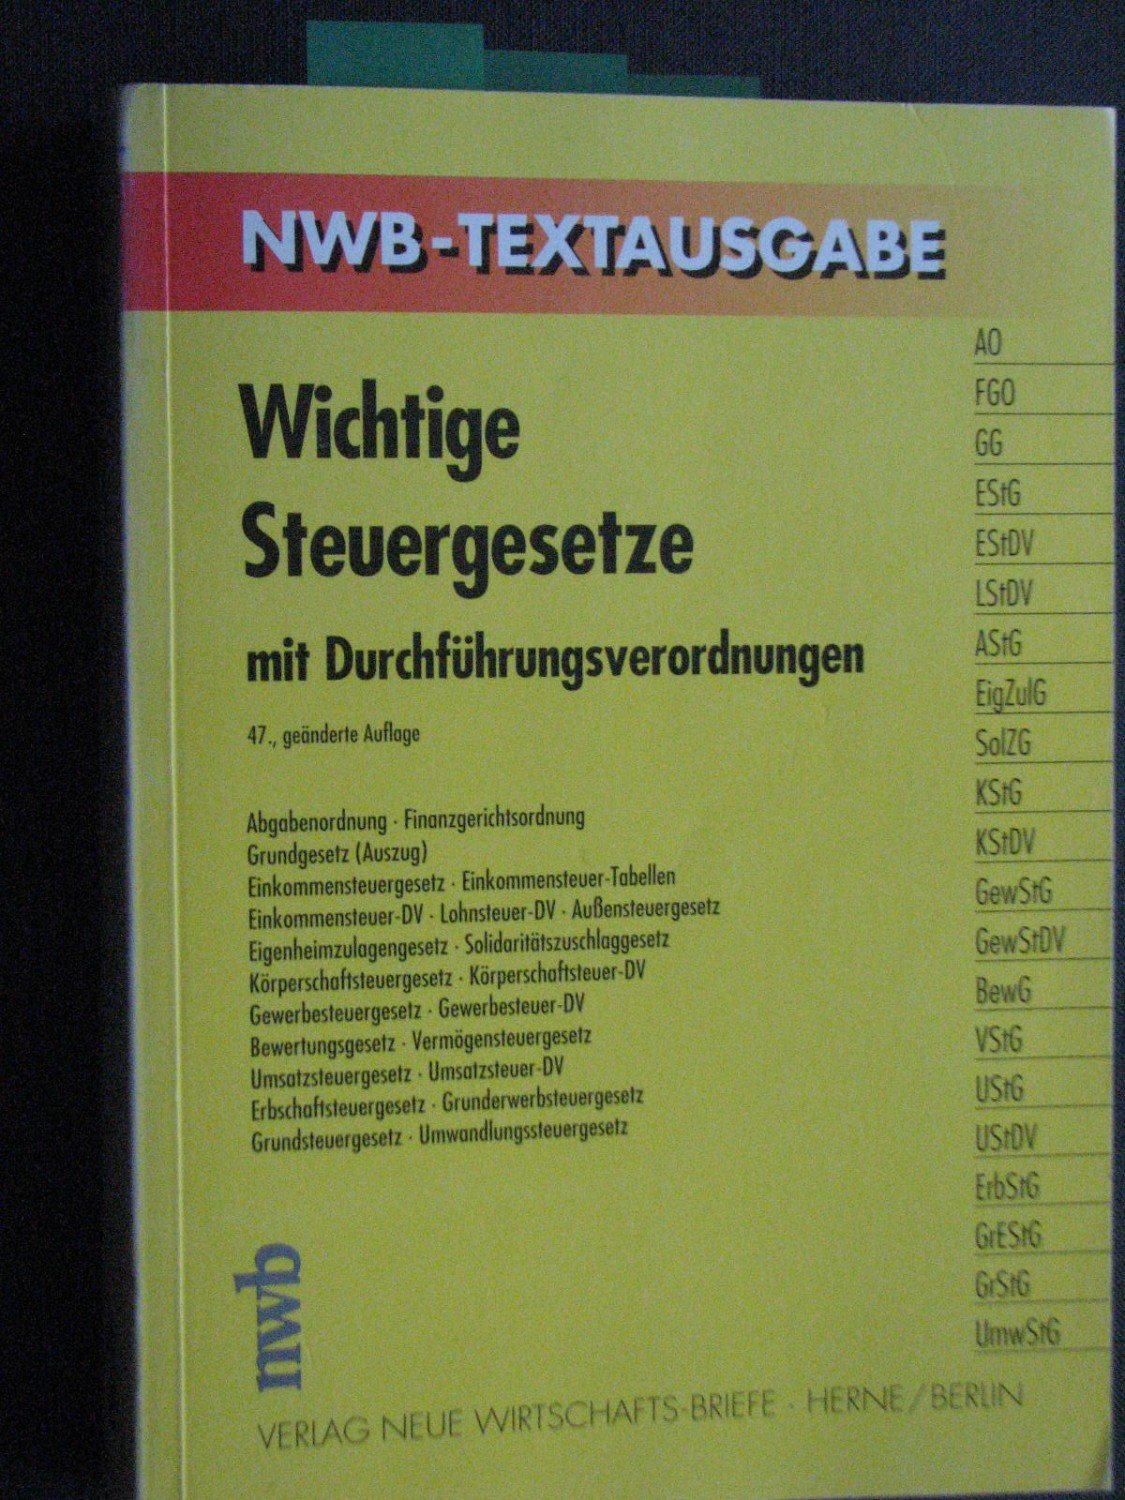 NWB-TEXTAUSGABE
Wichtige
Steuergesetze
mit Durchführungsverordnungen
47., geänderte Auflage
Abgabenordnung · Finanzgerichtsordnung
Grundgesetz (Auszug)
Einkommensteuergesetz · Einkommensteuer-Tabellen
Einkommensteuer-DV · Lohnsteuer-DV · Außensteuergesetz
Eigenheimzulagengesetz · Solidaritätszuschlaggesetz
Körperschaftsteuergesetz · Körperschaftsteuer-DV
Gewerbesteuergesetz · Gewerbesteuer-DV
Bewertungsgesetz · Vermögensteuergesetz
Umsatzsteuergesetz · Umsatzsteuer-DV
Erbschaftsteuergesetz · Grunderwerbsteuergesetz
Grundsteuergesetz · Umwandlungssteuergesetz
AO
FGO
GG
EStG
EStDV
LStDV
AStG
EigZulG
SolZG
KStG
KStDV
GewStG
GewStDV
BewG
VStG
UStG
UStDV
ErbStG
GrEStG
GrStG
UmwStG
nwb
VERLAG NEUE WIRTSCHAFTS-BRIEFE · HERNE/BERLIN